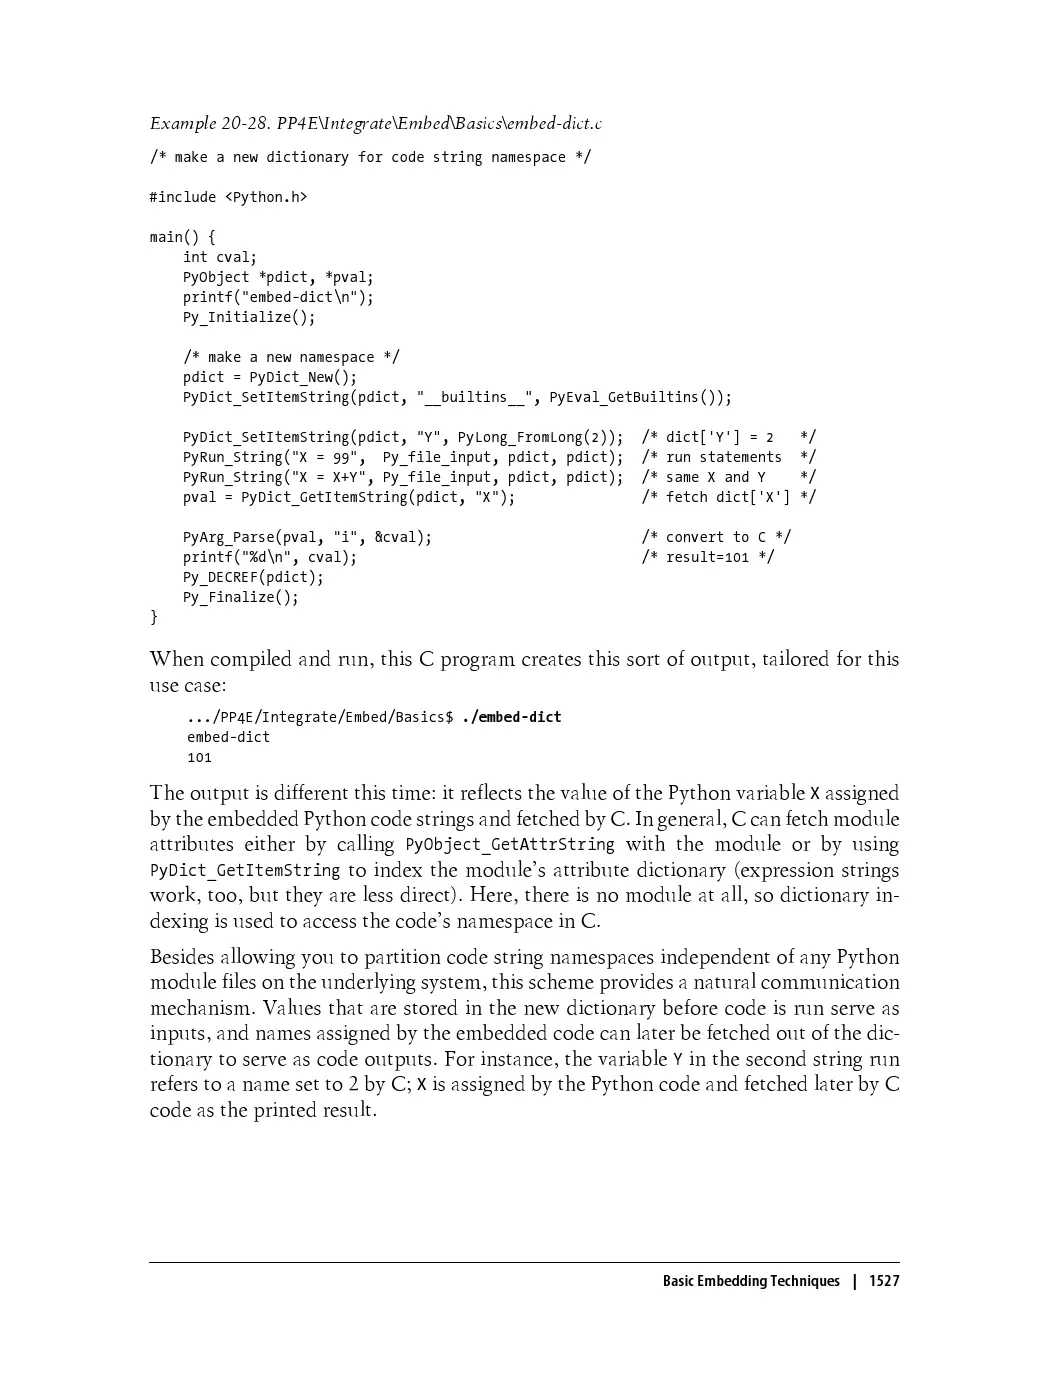 Example 20-28. PP4E\Integrate\Embed\Basics\embed-dict.c
/* make a new dictionary for code string namespace */
#include <Python.h>
main() {
    int cval;
    PyObject *pdict, *pval;
    printf("embed-dict\n");
    Py_Initialize();
    /* make a new namespace */
    pdict = PyDict_New();
    PyDict_SetItemString(pdict, "__builtins__", PyEval_GetBuiltins());
    PyDict_SetItemString(pdict, "Y", PyLong_FromLong(2));  /* dict['Y'] = 2   */
    PyRun_String("X = 99",  Py_file_input, pdict, pdict);  /* run statements  */
    PyRun_String("X = X+Y", Py_file_input, pdict, pdict);  /* same X and Y    */
    pval = PyDict_GetItemString(pdict, "X");               /* fetch dict['X'] */
    PyArg_Parse(pval, "i", &cval);                         /* convert to C */
    printf("%d\n", cval);                                  /* result=101 */
    Py_DECREF(pdict);
    Py_Finalize();
}
When compiled and run, this C program creates this sort of output, tailored for this
use case:
.../PP4E/Integrate/Embed/Basics$ ./embed-dict
embed-dict
101
The output is different this time: it reflects the value of the Python variable X assigned
by the embedded Python code strings and fetched by C. In general, C can fetch module
attributes either by calling PyObject_GetAttrString with the module or by using
PyDict_GetItemString to index the module's attribute dictionary (expression strings
work, too, but they are less direct). Here, there is no module at all, so dictionary in-
dexing is used to access the code's namespace in C.
Besides allowing you to partition code string namespaces independent of any Python
module files on the underlying system, this scheme provides a natural communication
mechanism. Values that are stored in the new dictionary before code is run serve as
inputs, and names assigned by the embedded code can later be fetched out of the dic-
tionary to serve as code outputs. For instance, the variable Y in the second string run
refers to a name set to 2 by C; X is assigned by the Python code and fetched later by C
code as the printed result.
Basic Embedding Techniques | 1527